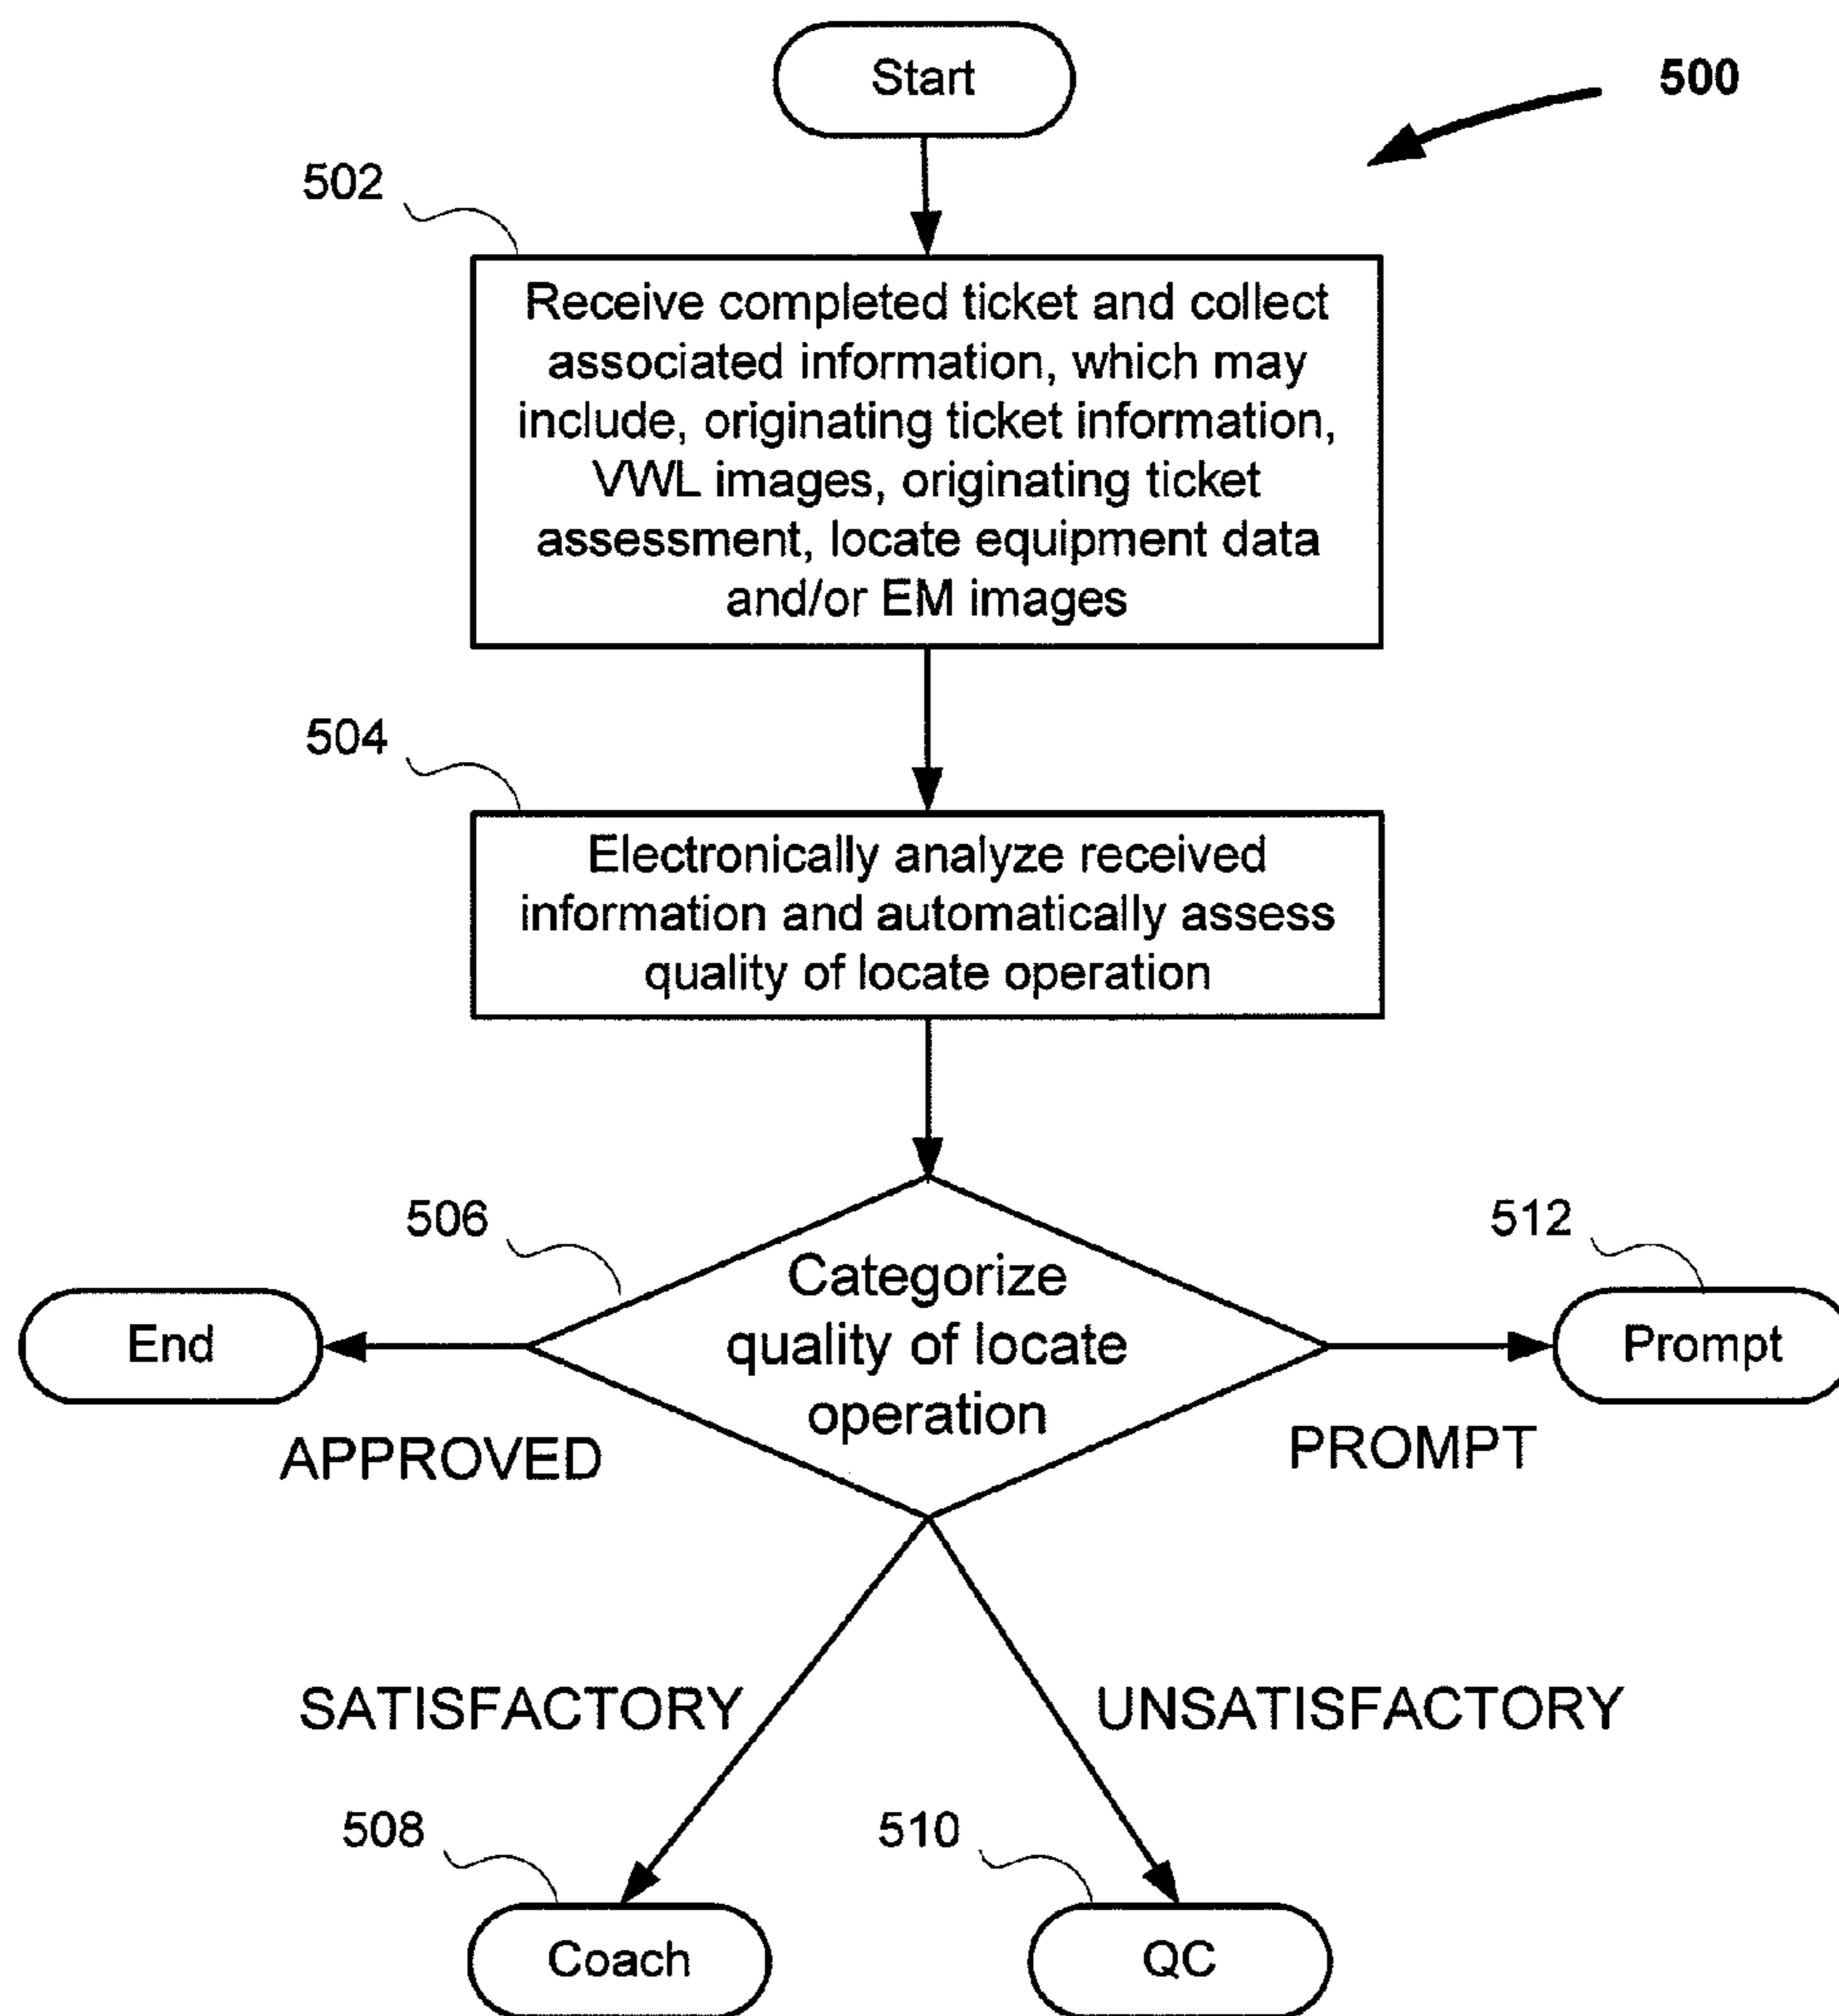 Start
500
502
Receive completed ticket and collect
associated information, which may
include, originating ticket information,
VWL images, originating ticket
assessment, locate equipment data
and/or EM images
504
Electronically analyze received
information and automatically assess
quality of locate operation
506
512
Categorize
quality of locate
operation
End
Prompt
APPROVED
PROMPT
SATISFACTORY
UNSATISFACTORY
508
510
Coach
QC